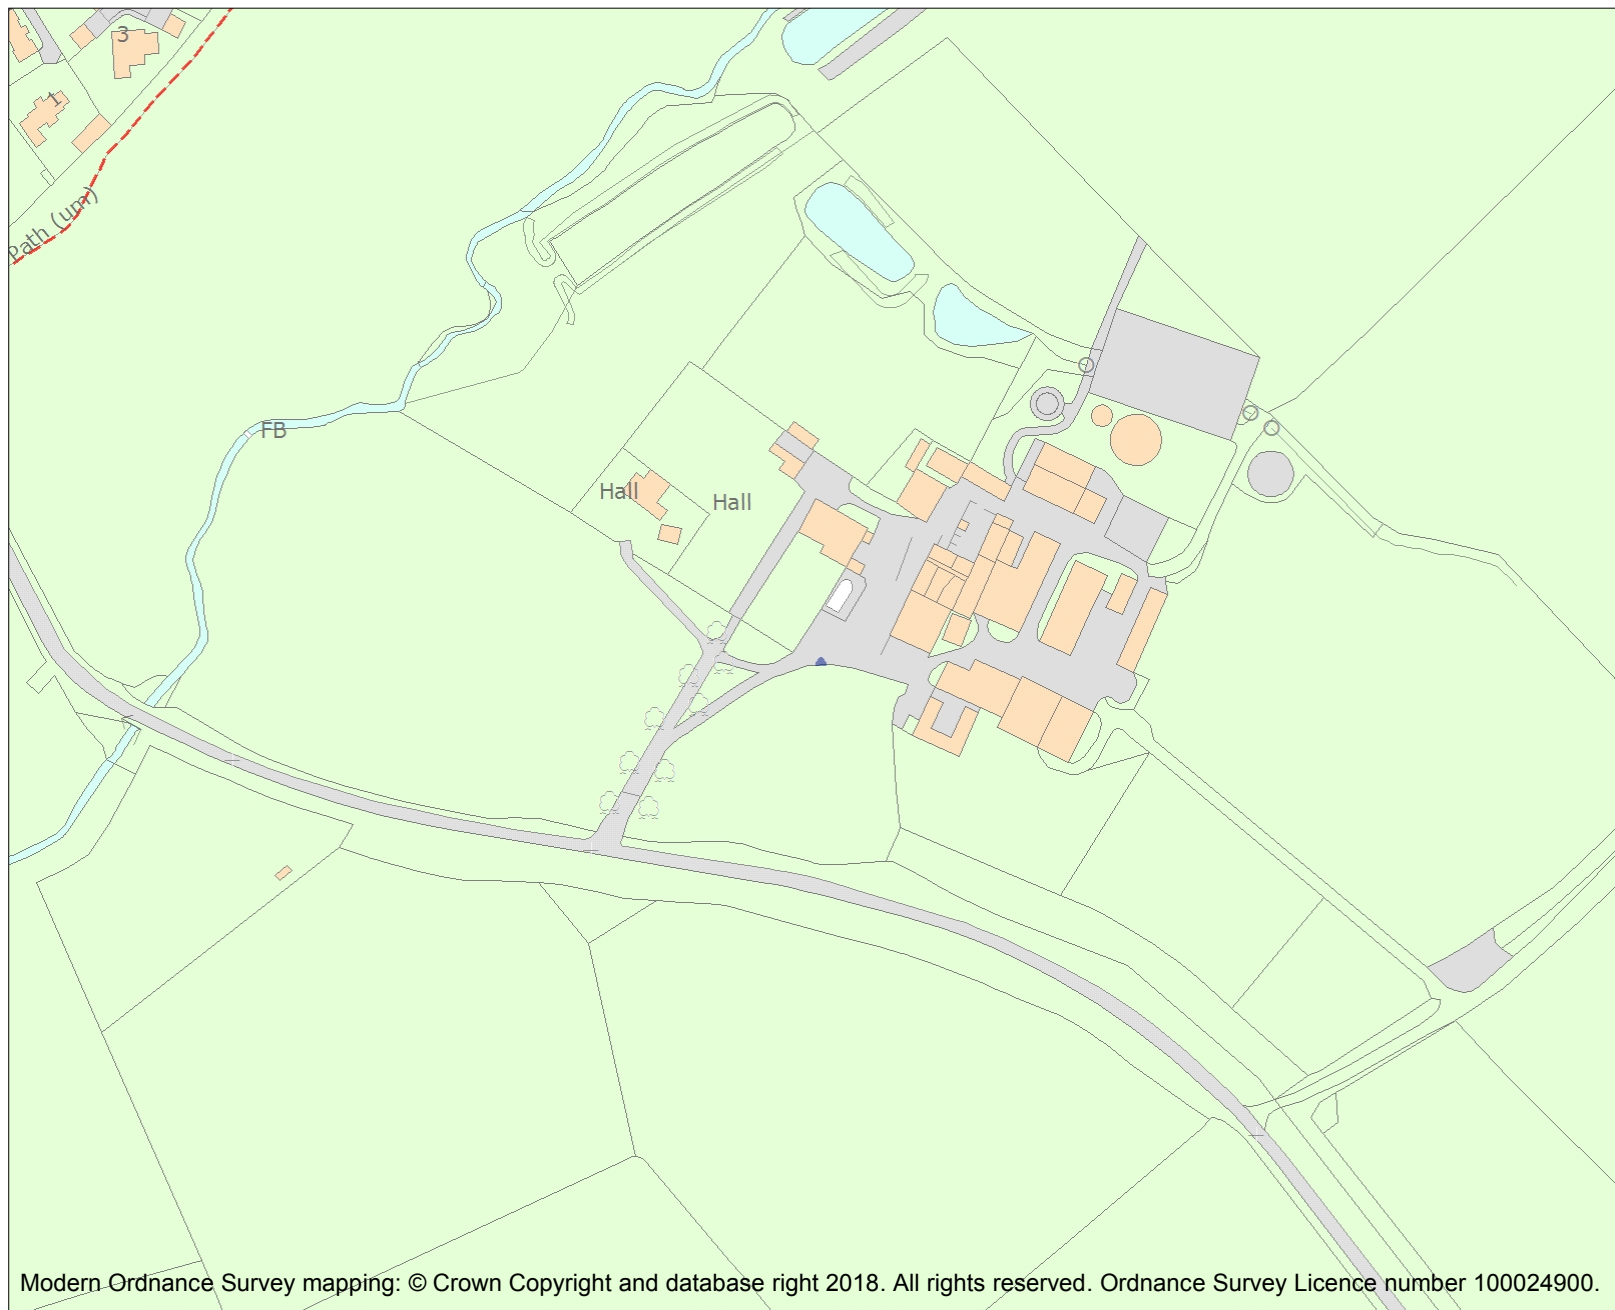 3
1
Path (um)
FB
Hall
Hall
Modern Ordnance Survey mapping: © Crown Copyright and database right 2018. All rights reserved. Ordnance Survey Licence number 100024900.